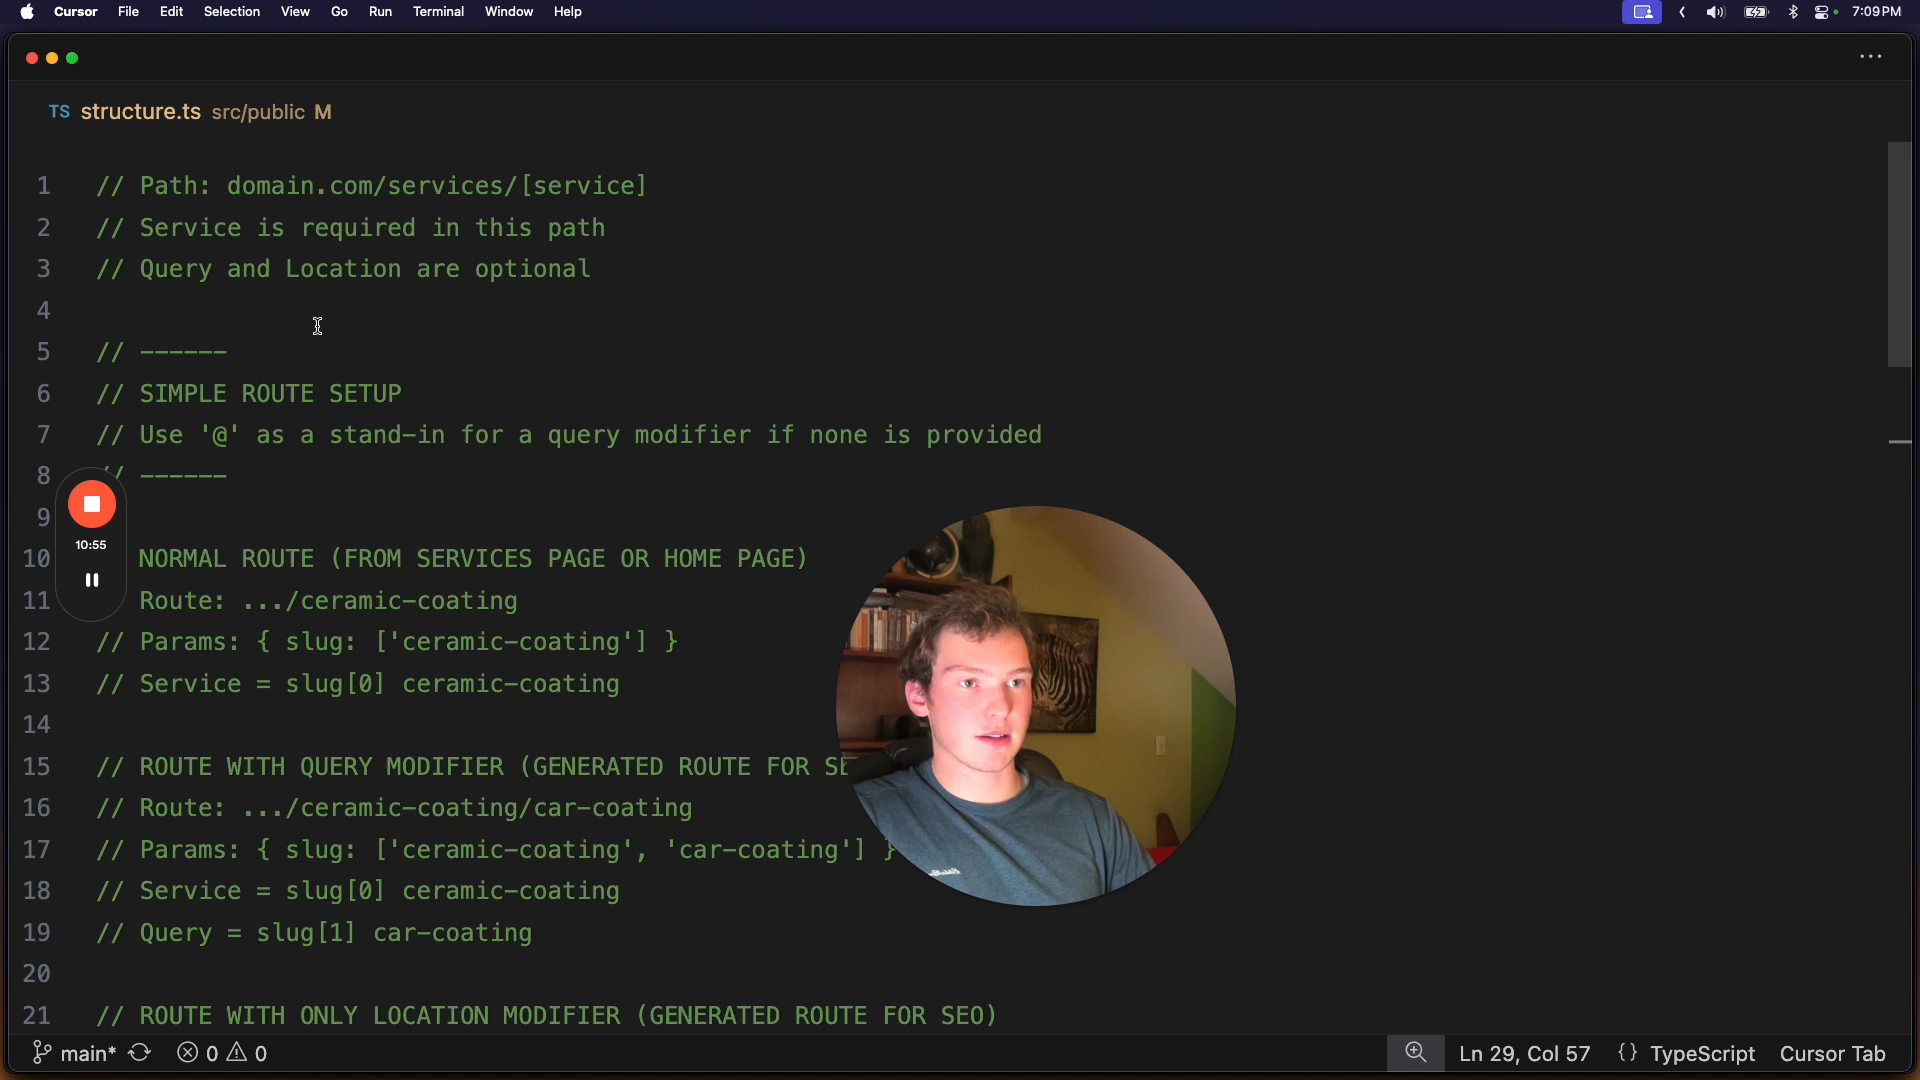 Cursor File Edit Selection View Go Run Terminal Window Help 7:09 PM
TS structure.ts src/public M
1 // Path: domain.com/services/[service]
2 // Service is required in this path
3 // Query and Location are optional
4
5 // ------
6 // SIMPLE ROUTE SETUP
7 // Use '@' as a stand-in for a query modifier if none is provided
8 // ------
9
10 NORMAL ROUTE (FROM SERVICES PAGE OR HOME PAGE)
11 Route: .../ceramic-coating
12 // Params: { slug: ['ceramic-coating'] }
13 // Service = slug[0] ceramic-coating
14
15 // ROUTE WITH QUERY MODIFIER (GENERATED ROUTE FOR SE
16 // Route: .../ceramic-coating/car-coating
17 // Params: { slug: ['ceramic-coating', 'car-coating'] }
18 // Service = slug[0] ceramic-coating
19 // Query = slug[1] car-coating
20
21 // ROUTE WITH ONLY LOCATION MODIFIER (GENERATED ROUTE FOR SEO)
10:55
main* 0 0 Ln 29, Col 57 {} TypeScript Cursor Tab